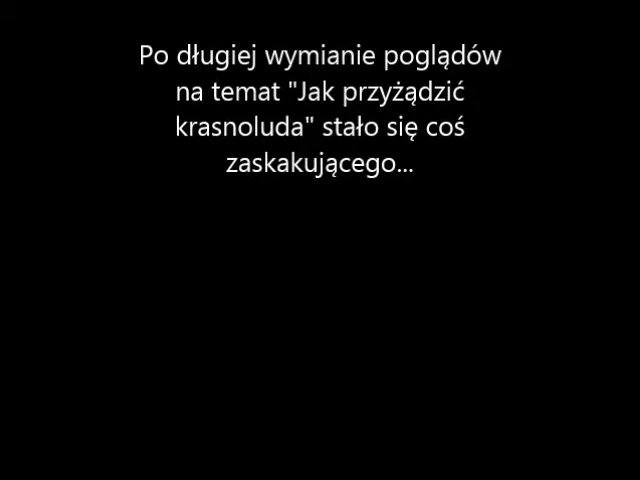 Po długiej wymianie poglądów
na temat "Jak przyżądzić
krasnoluda" stało się coś
zaskakującego...